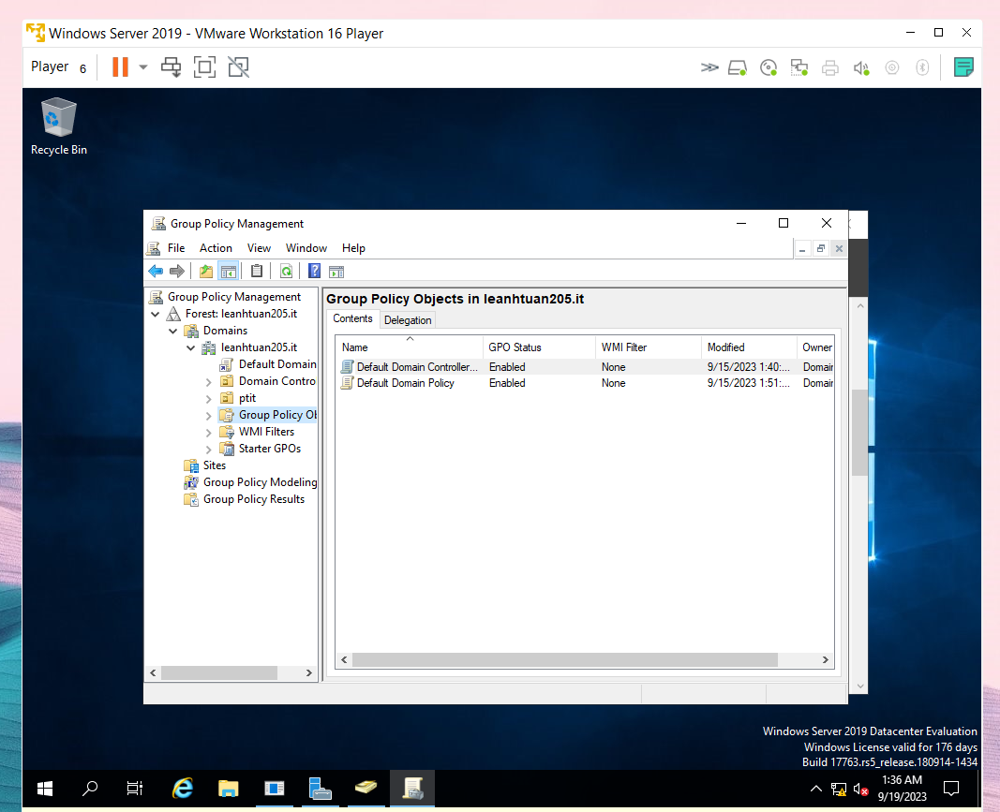 Windows Server 2019 - VMware Workstation 16 Player
Player 6
Recycle Bin
Group Policy Management
File Action View Window Help
Group Policy Management
Forest: leanhtuan205.it
Domains
leanhtuan205.it
Default Domain
Domain Contro
ptit
Group Policy Ob
WMI Filters
Starter GPOs
Sites
Group Policy Modeling
Group Policy Results
Group Policy Objects in leanhtuan205.it
Contents Delegation
Name GPO Status WMI Filter Modified Owner
Default Domain Controller... Enabled None 9/15/2023 1:40:... Domair
Default Domain Policy Enabled None 9/15/2023 1:51:... Domair
Windows Server 2019 Datacenter Evaluation
Windows License valid for 176 days
Build 17763.rs5_release.180914-1434
1:36 AM
9/19/2023